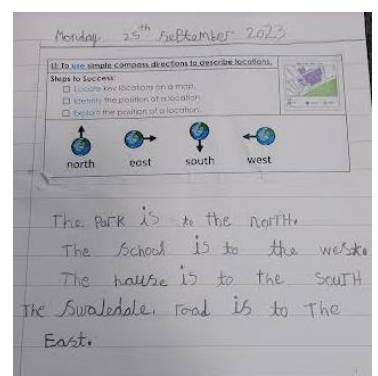 Monday 25th September 2023
LI: To use simple compass directions to describe locations.
Steps to Success:
Locate key locations on a map.
Identify the position of a location.
Explain the position of a location.
north east south west
The Park is to the norTH.
The school is to the west.
The hause is to the SouTH
The Swaledale, road is to The
East.